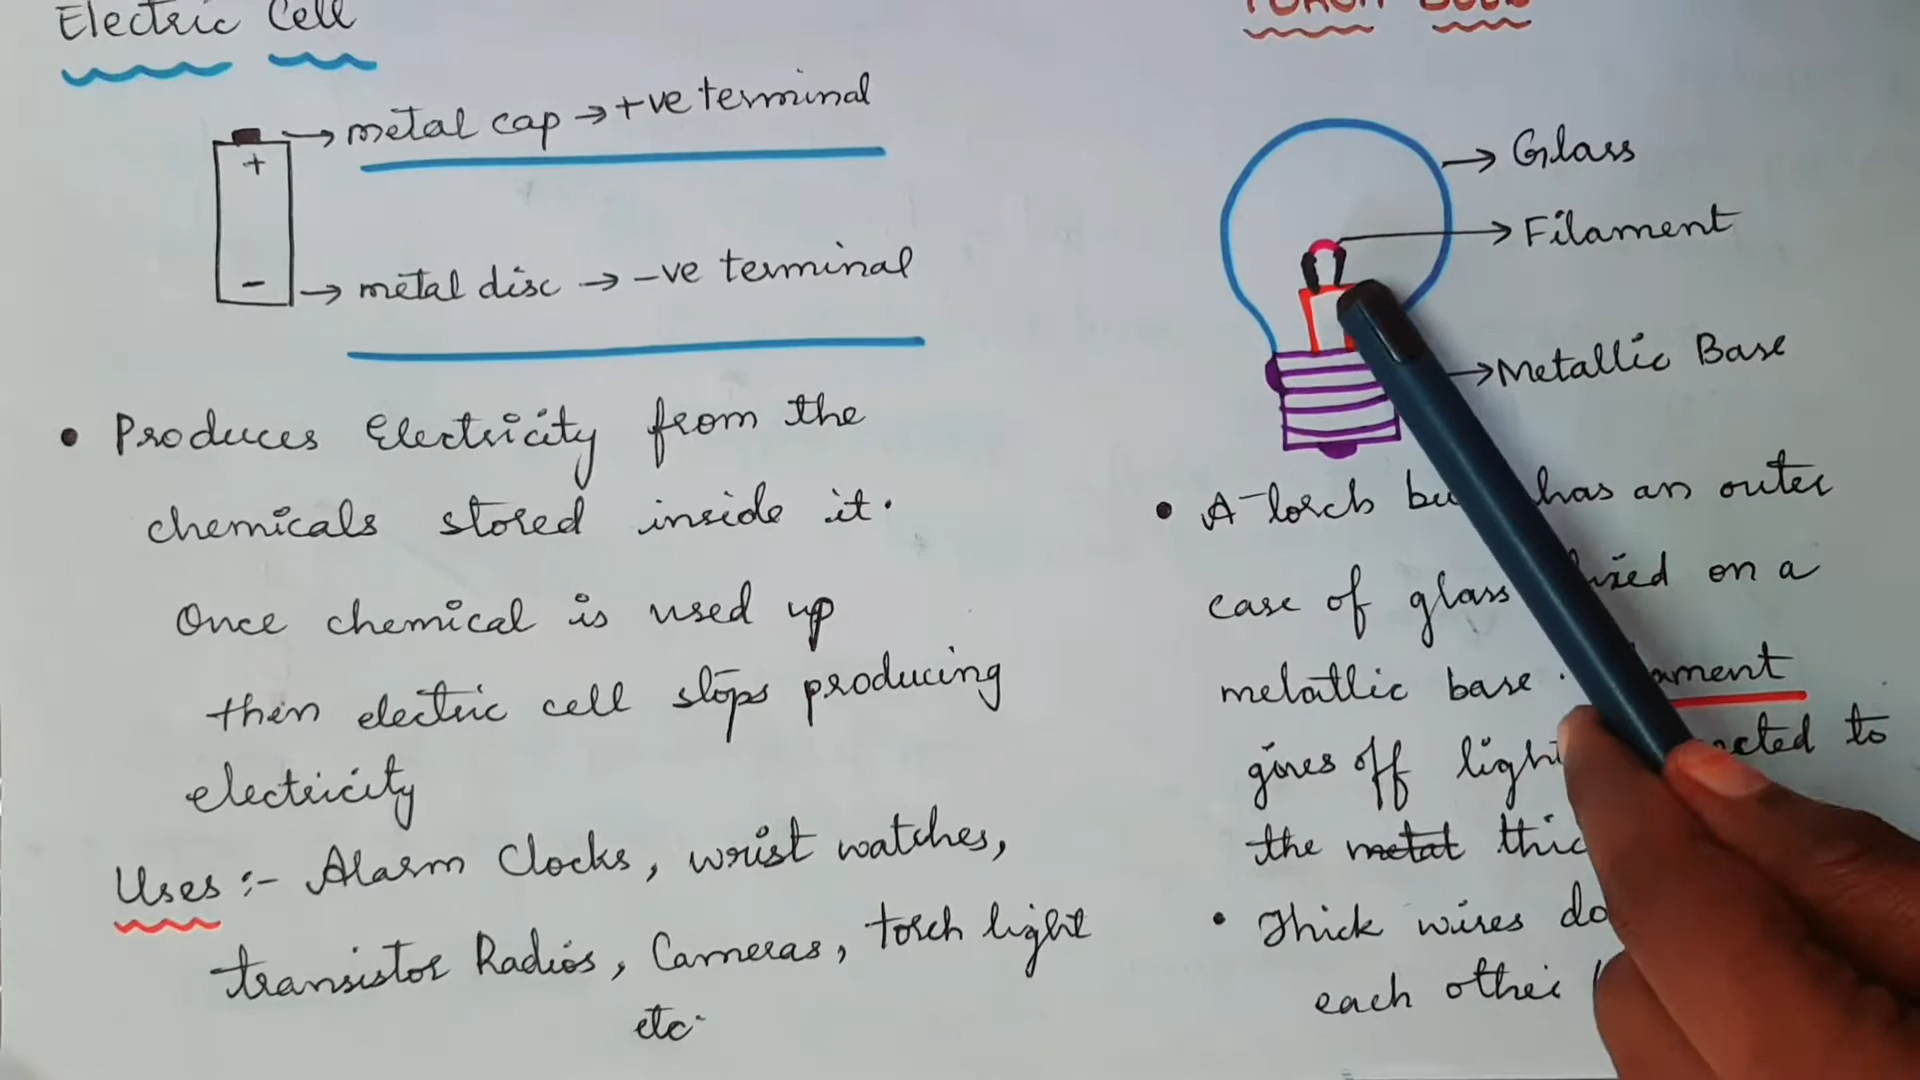 Electric Cell
metal cap → +ve terminal
+
-
metal disc → -ve terminal
• Produces Electricity from the
chemicals stored inside it.
Once chemical is used up
then electric cell stops producing
electricity
Uses :- Alarm Clocks, wrist watches,
transistor Radios, Cameras, torch light
etc.
→ Glass
→ Filament
→ Metallic Base
• A torch has an outer
case of glass on a
metallic base.
gives off to
the metal
• Thick wires
each other